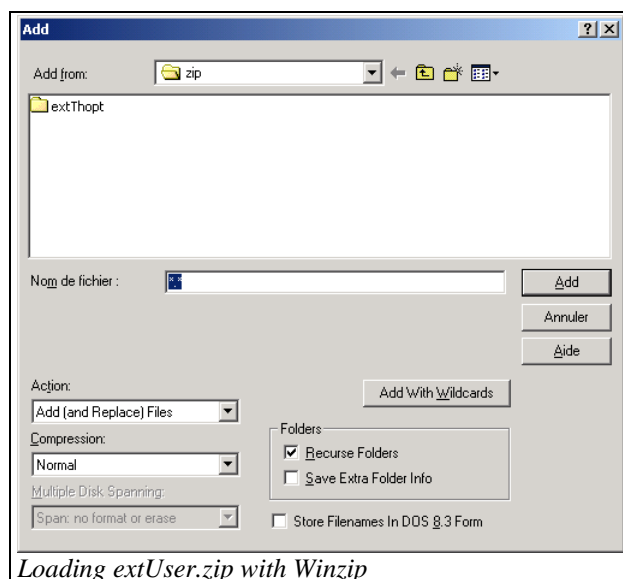 Add
Add from: zip
extThopt
Nom de fichier : *.*
Add
Annuler
Aide
Action:
Add With Wildcards
Add (and Replace) Files
Folders
Compression:
Recurse Folders
Normal
Save Extra Folder Info
Multiple Disk Spanning:
Span: no format or erase
Store Filenames In DOS 8.3 Form
Loading extUser.zip with Winzip